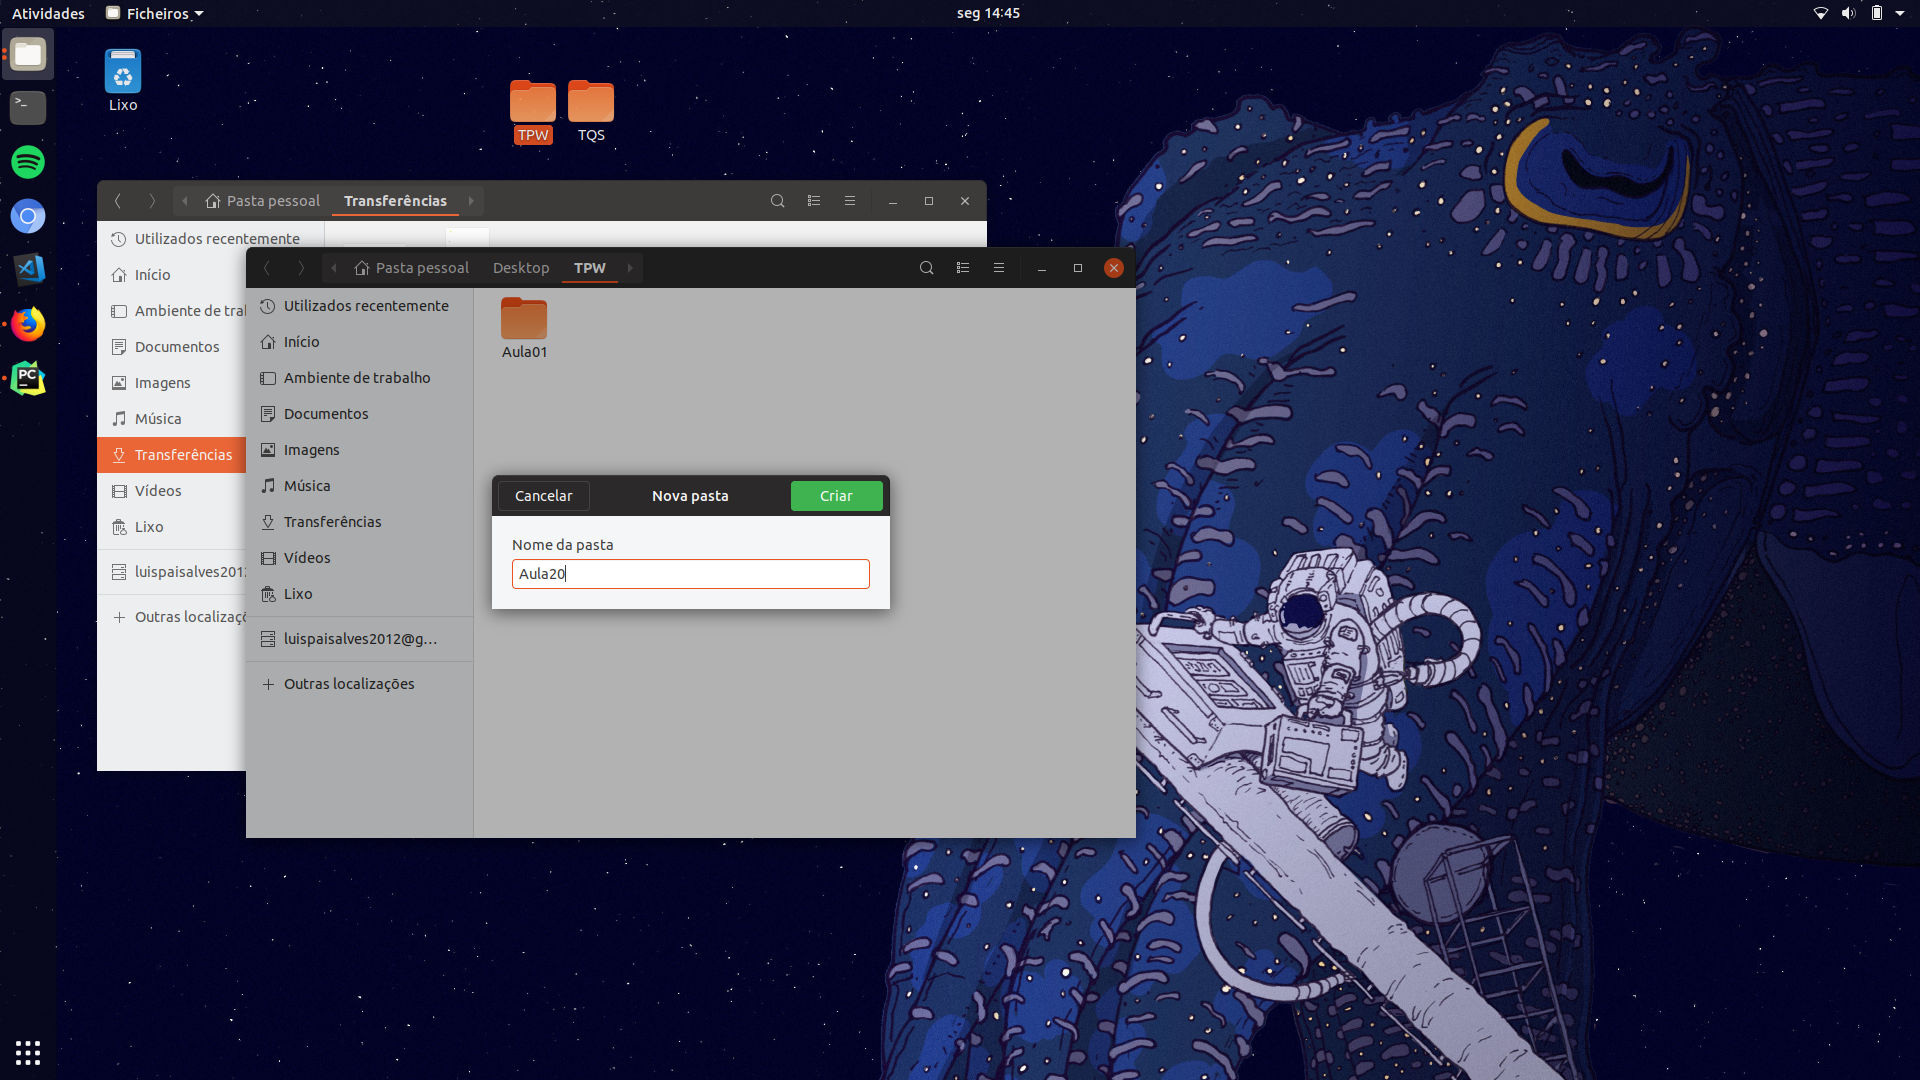 Atividades
Ficheiros
seg 14:45
Lixo
TPW
TQS
Pasta pessoal
Transferências
Utilizados recentemente
Início
Ambiente de tra
Documentos
Imagens
Música
Transferências
Vídeos
Lixo
luispaisalves201
Outras localizaç
Pasta pessoal
Desktop
TPW
Utilizados recentemente
Início
Ambiente de trabalho
Documentos
Imagens
Música
Transferências
Vídeos
Lixo
luispaisalves2012@g…
Outras localizações
Aula01
Cancelar
Nova pasta
Criar
Nome da pasta
Aula20
>_
PC